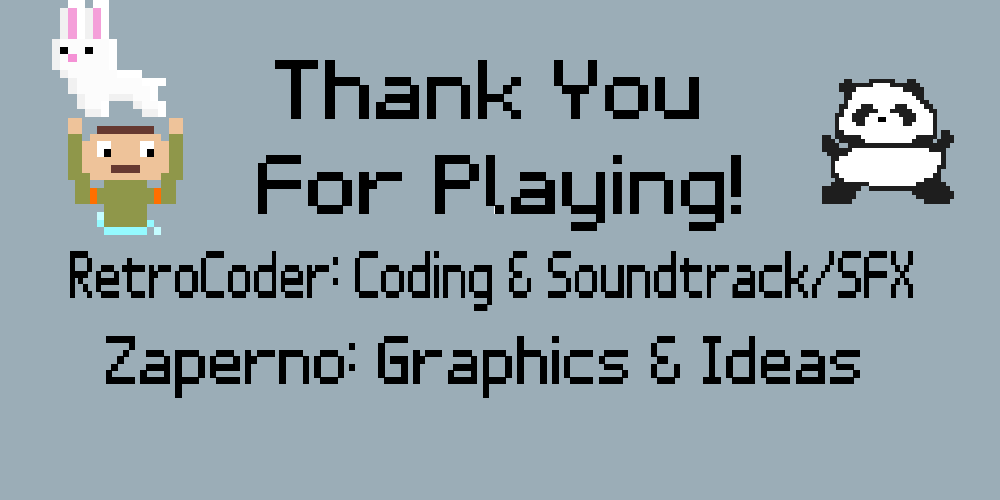 Thank You
For Playing!
RetroCoder: Coding & Soundtrack/SFX
Zaperno: Graphics & Ideas